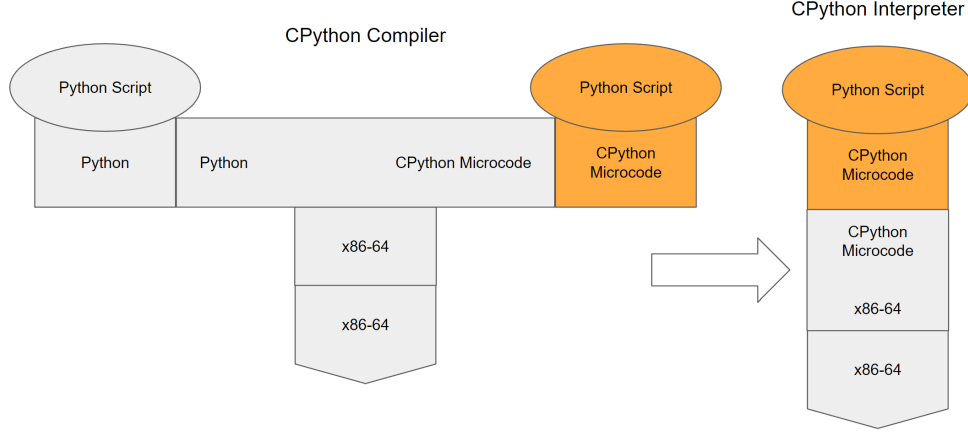 CPython Interpreter
CPython Compiler
Python Script
Python Script
Python Script
Python
Python
CPython Microcode
CPython
Microcode
CPython
Microcode
x86-64
x86-64
CPython
Microcode
x86-64
x86-64